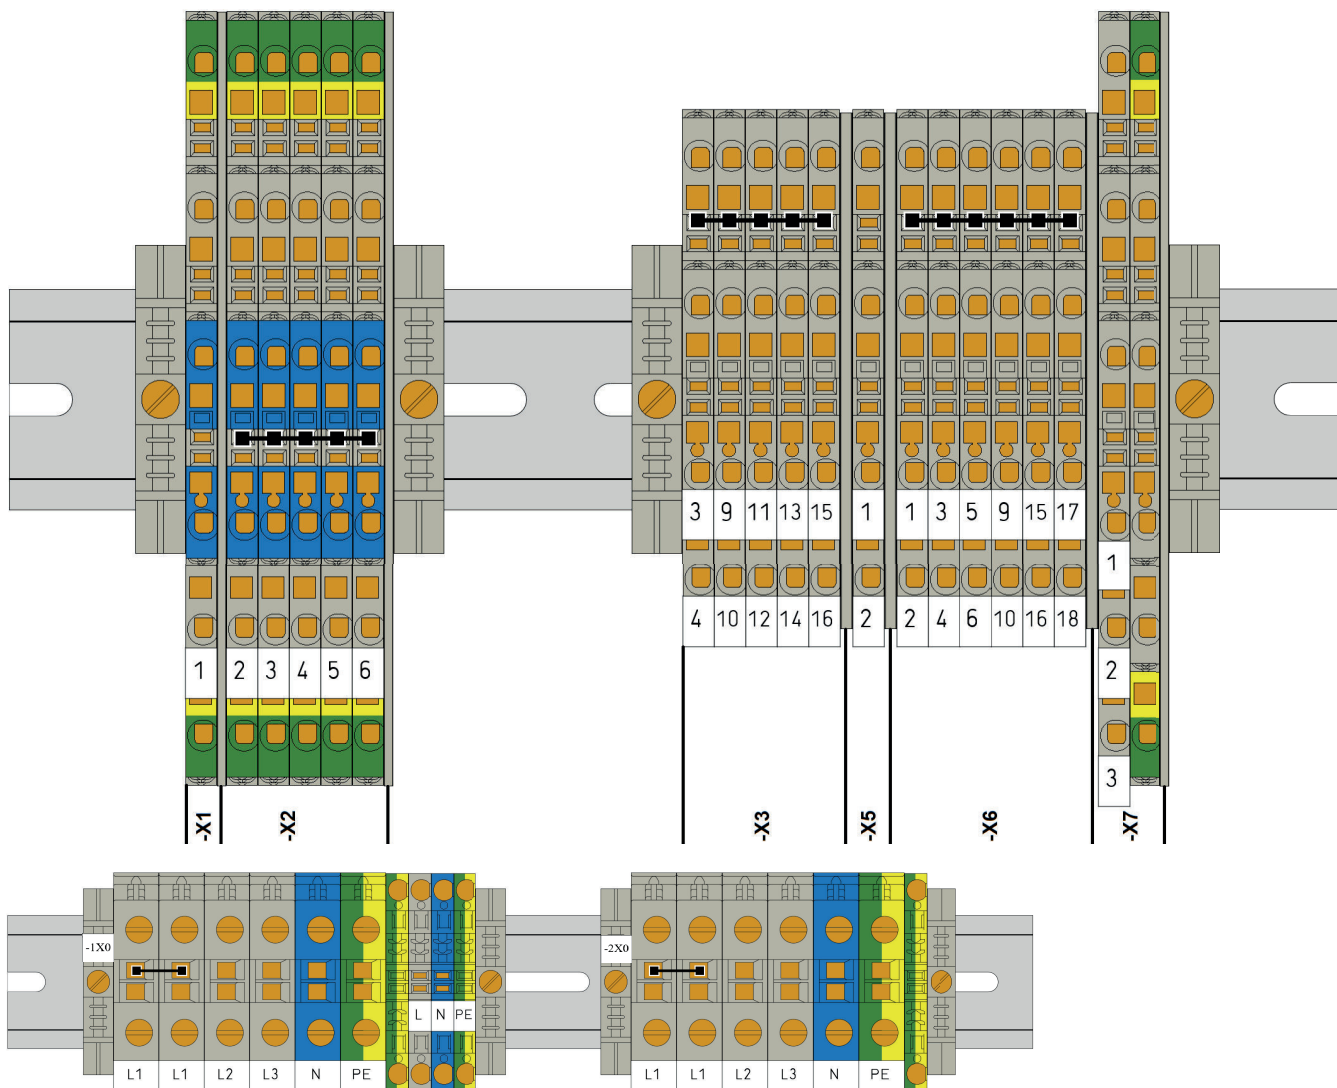 3 9 11 13 15 1 1 3 5 9 15 17
1
4 10 12 14 16 2 2 4 6 10 16 18
1 2 3 4 5 6 2
3
-X1 -X2 -X3 -X5 -X6 -X7
-1X0 -2X0
L N PE
L1 L1 L2 L3 N PE L1 L1 L2 L3 N PE